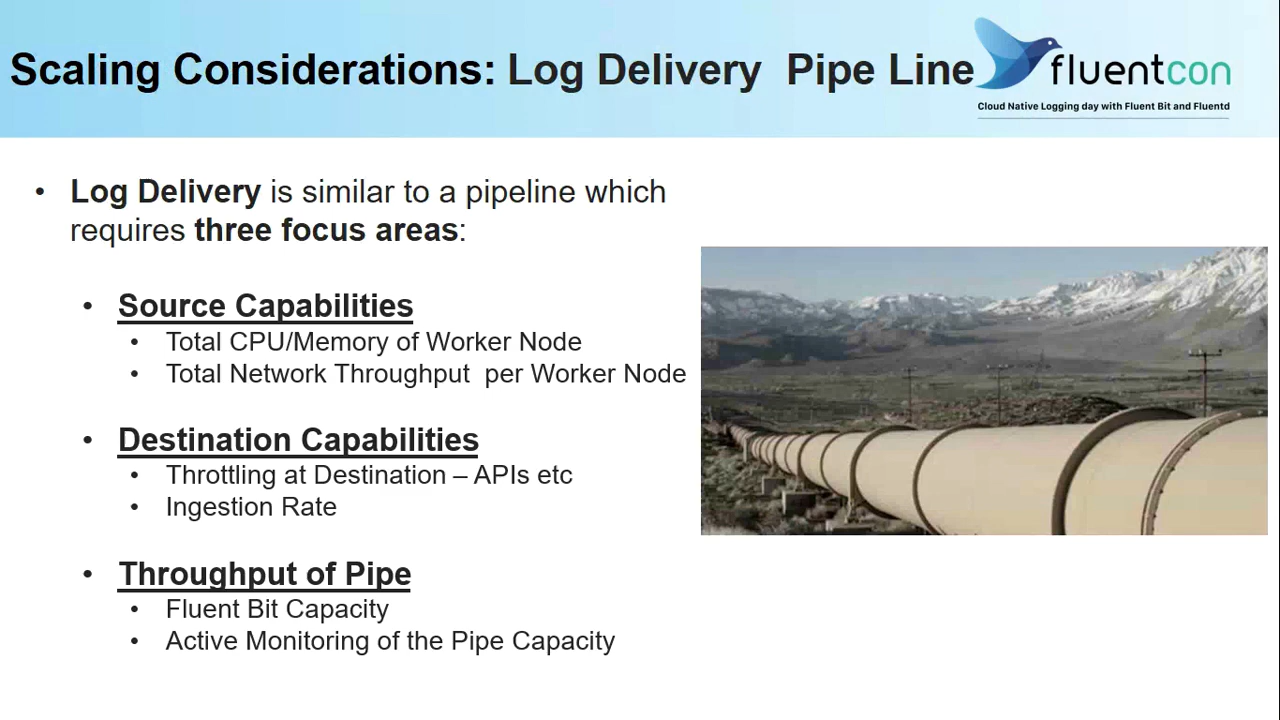 Scaling Considerations: Log Delivery  Pipe Line
fluentcon
Cloud Native Logging day with Fluent Bit and Fluentd
• Log Delivery is similar to a pipeline which
requires three focus areas:
• Source Capabilities
• Total CPU/Memory of Worker Node
• Total Network Throughput  per Worker Node
• Destination Capabilities
• Throttling at Destination – APIs etc
• Ingestion Rate
• Throughput of Pipe
• Fluent Bit Capacity
• Active Monitoring of the Pipe Capacity